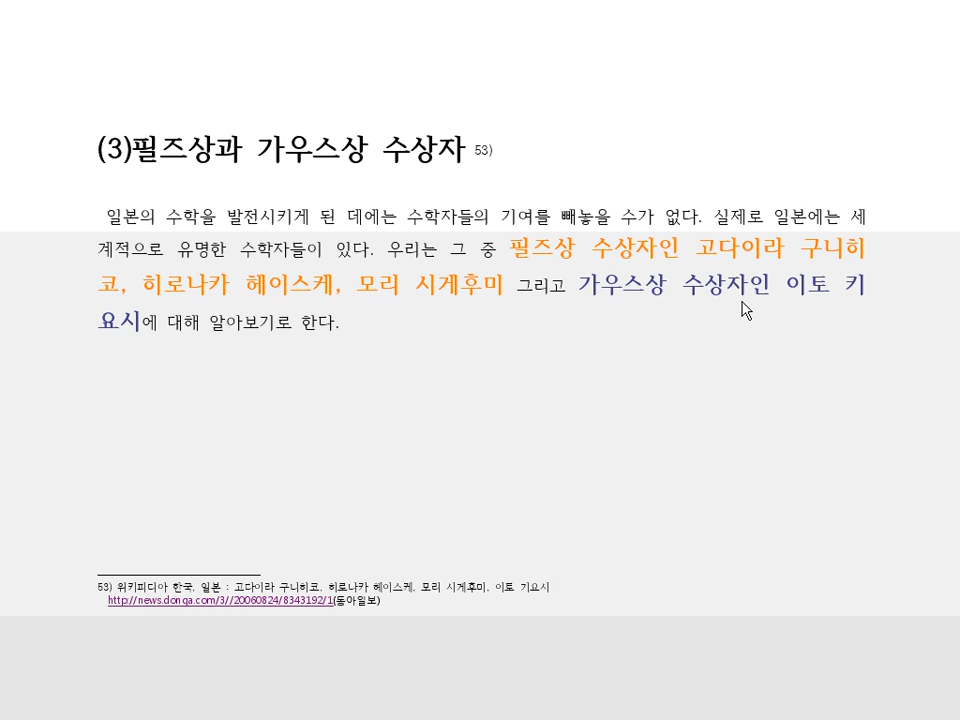 (3)필즈상과 가우스상 수상자 53)
일본의 수학을 발전시키게 된 데에는 수학자들의 기여를 빼놓을 수가 없다. 실제로 일본에는 세
계적으로 유명한 수학자들이 있다. 우리는 그 중 필즈상 수상자인 고다이라 구니히
코, 히로나카 헤이스케, 모리 시게후미 그리고 가우스상 수상자인 이토 키
요시에 대해 알아보기로 한다.
53) 위키피디아 한국, 일본 : 고다이라 구니히코, 히로나카 헤이스케, 모리 시게후미, 이토 기요시
http://news.donga.com/3//20060824/8343192/1(동아일보)